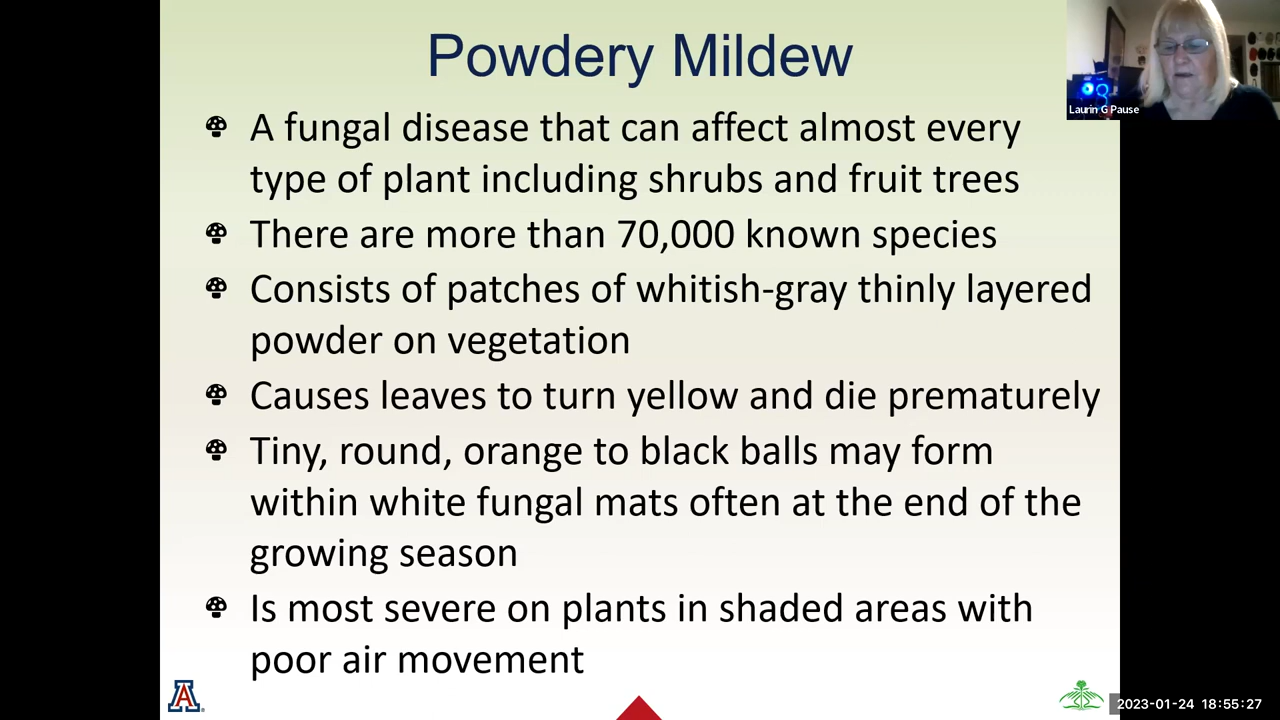 Powdery Mildew
A fungal disease that can affect almost every
type of plant including shrubs and fruit trees
There are more than 70,000 known species
Consists of patches of whitish-gray thinly layered
powder on vegetation
Causes leaves to turn yellow and die prematurely
Tiny, round, orange to black balls may form
within white fungal mats often at the end of the
growing season
Is most severe on plants in shaded areas with
poor air movement
Laurin G Pause
A
2023-01-24 18:55:27